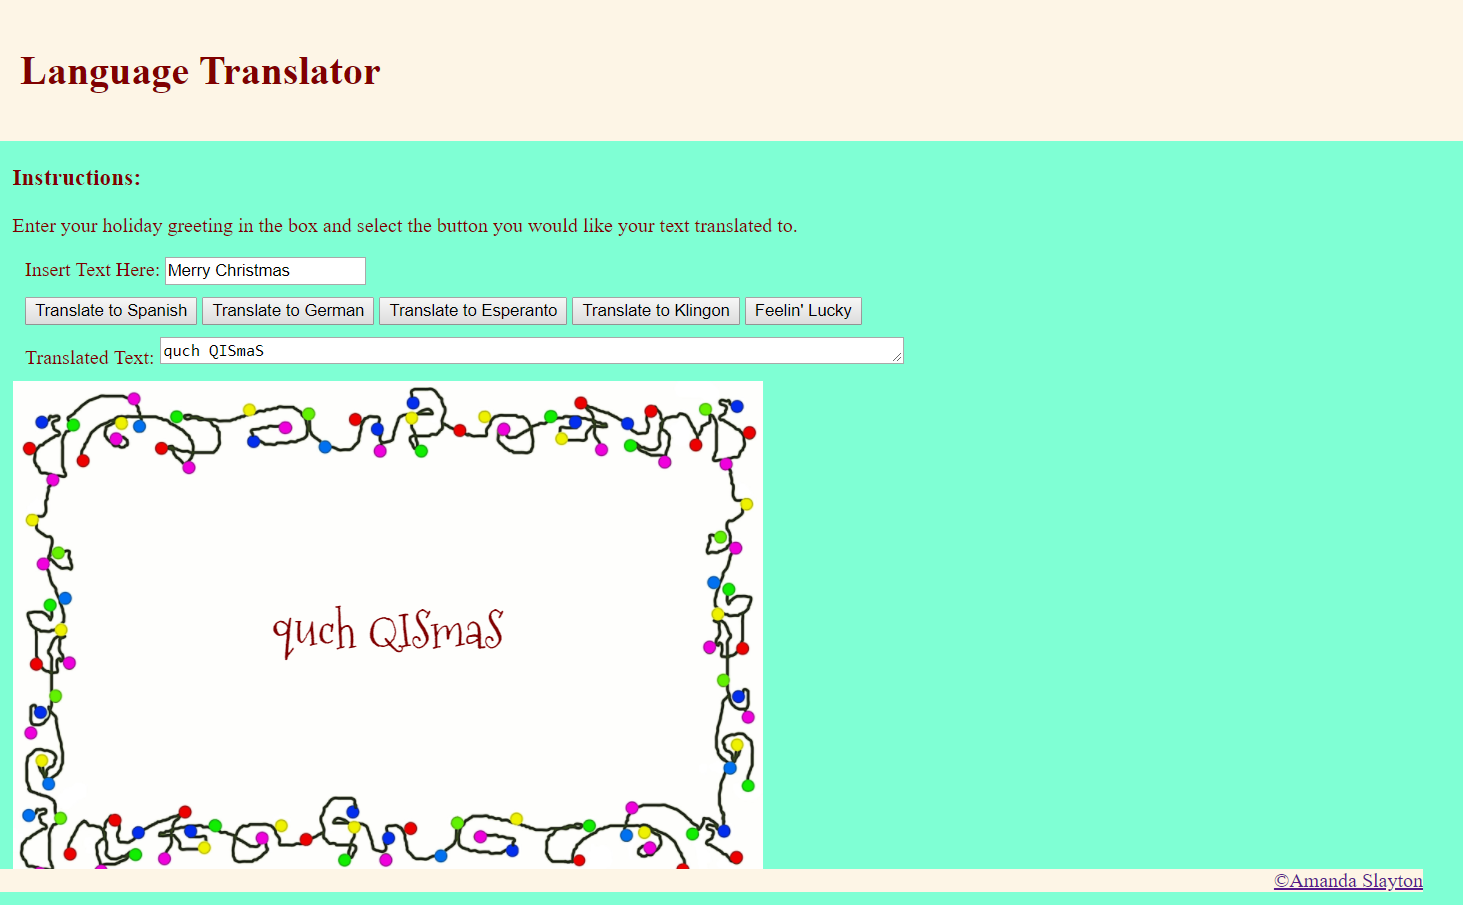 Language Translator
Instructions:
Enter your holiday greeting in the box and select the button you would like your text translated to.
Insert Text Here: Merry Christmas
Translate to Spanish Translate to German Translate to Esperanto Translate to Klingon Feelin' Lucky
Translated Text: quch QISmaS
quch QISmaS
©Amanda Slayton